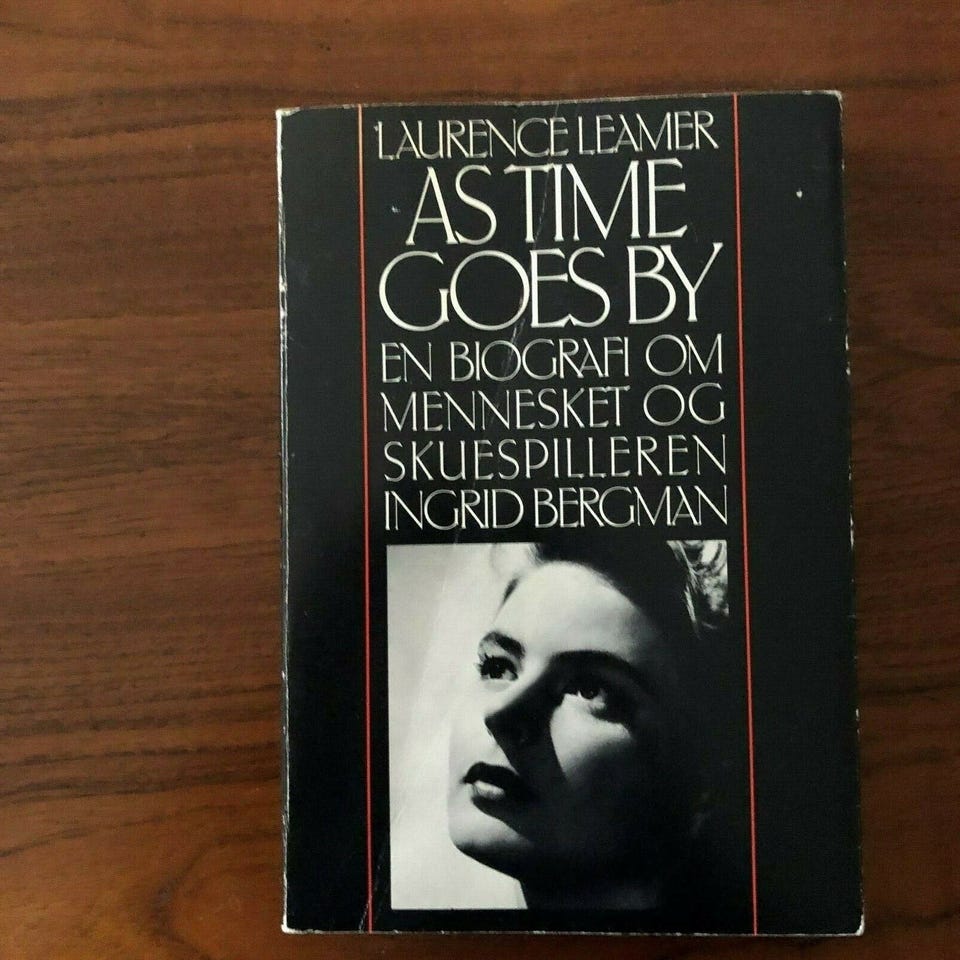 LAURENCE LEAMER
AS TIME
GOES BY
EN BIOGRAFI OM
MENNESKET OG
SKUESPILLEREN
INGRID BERGMAN